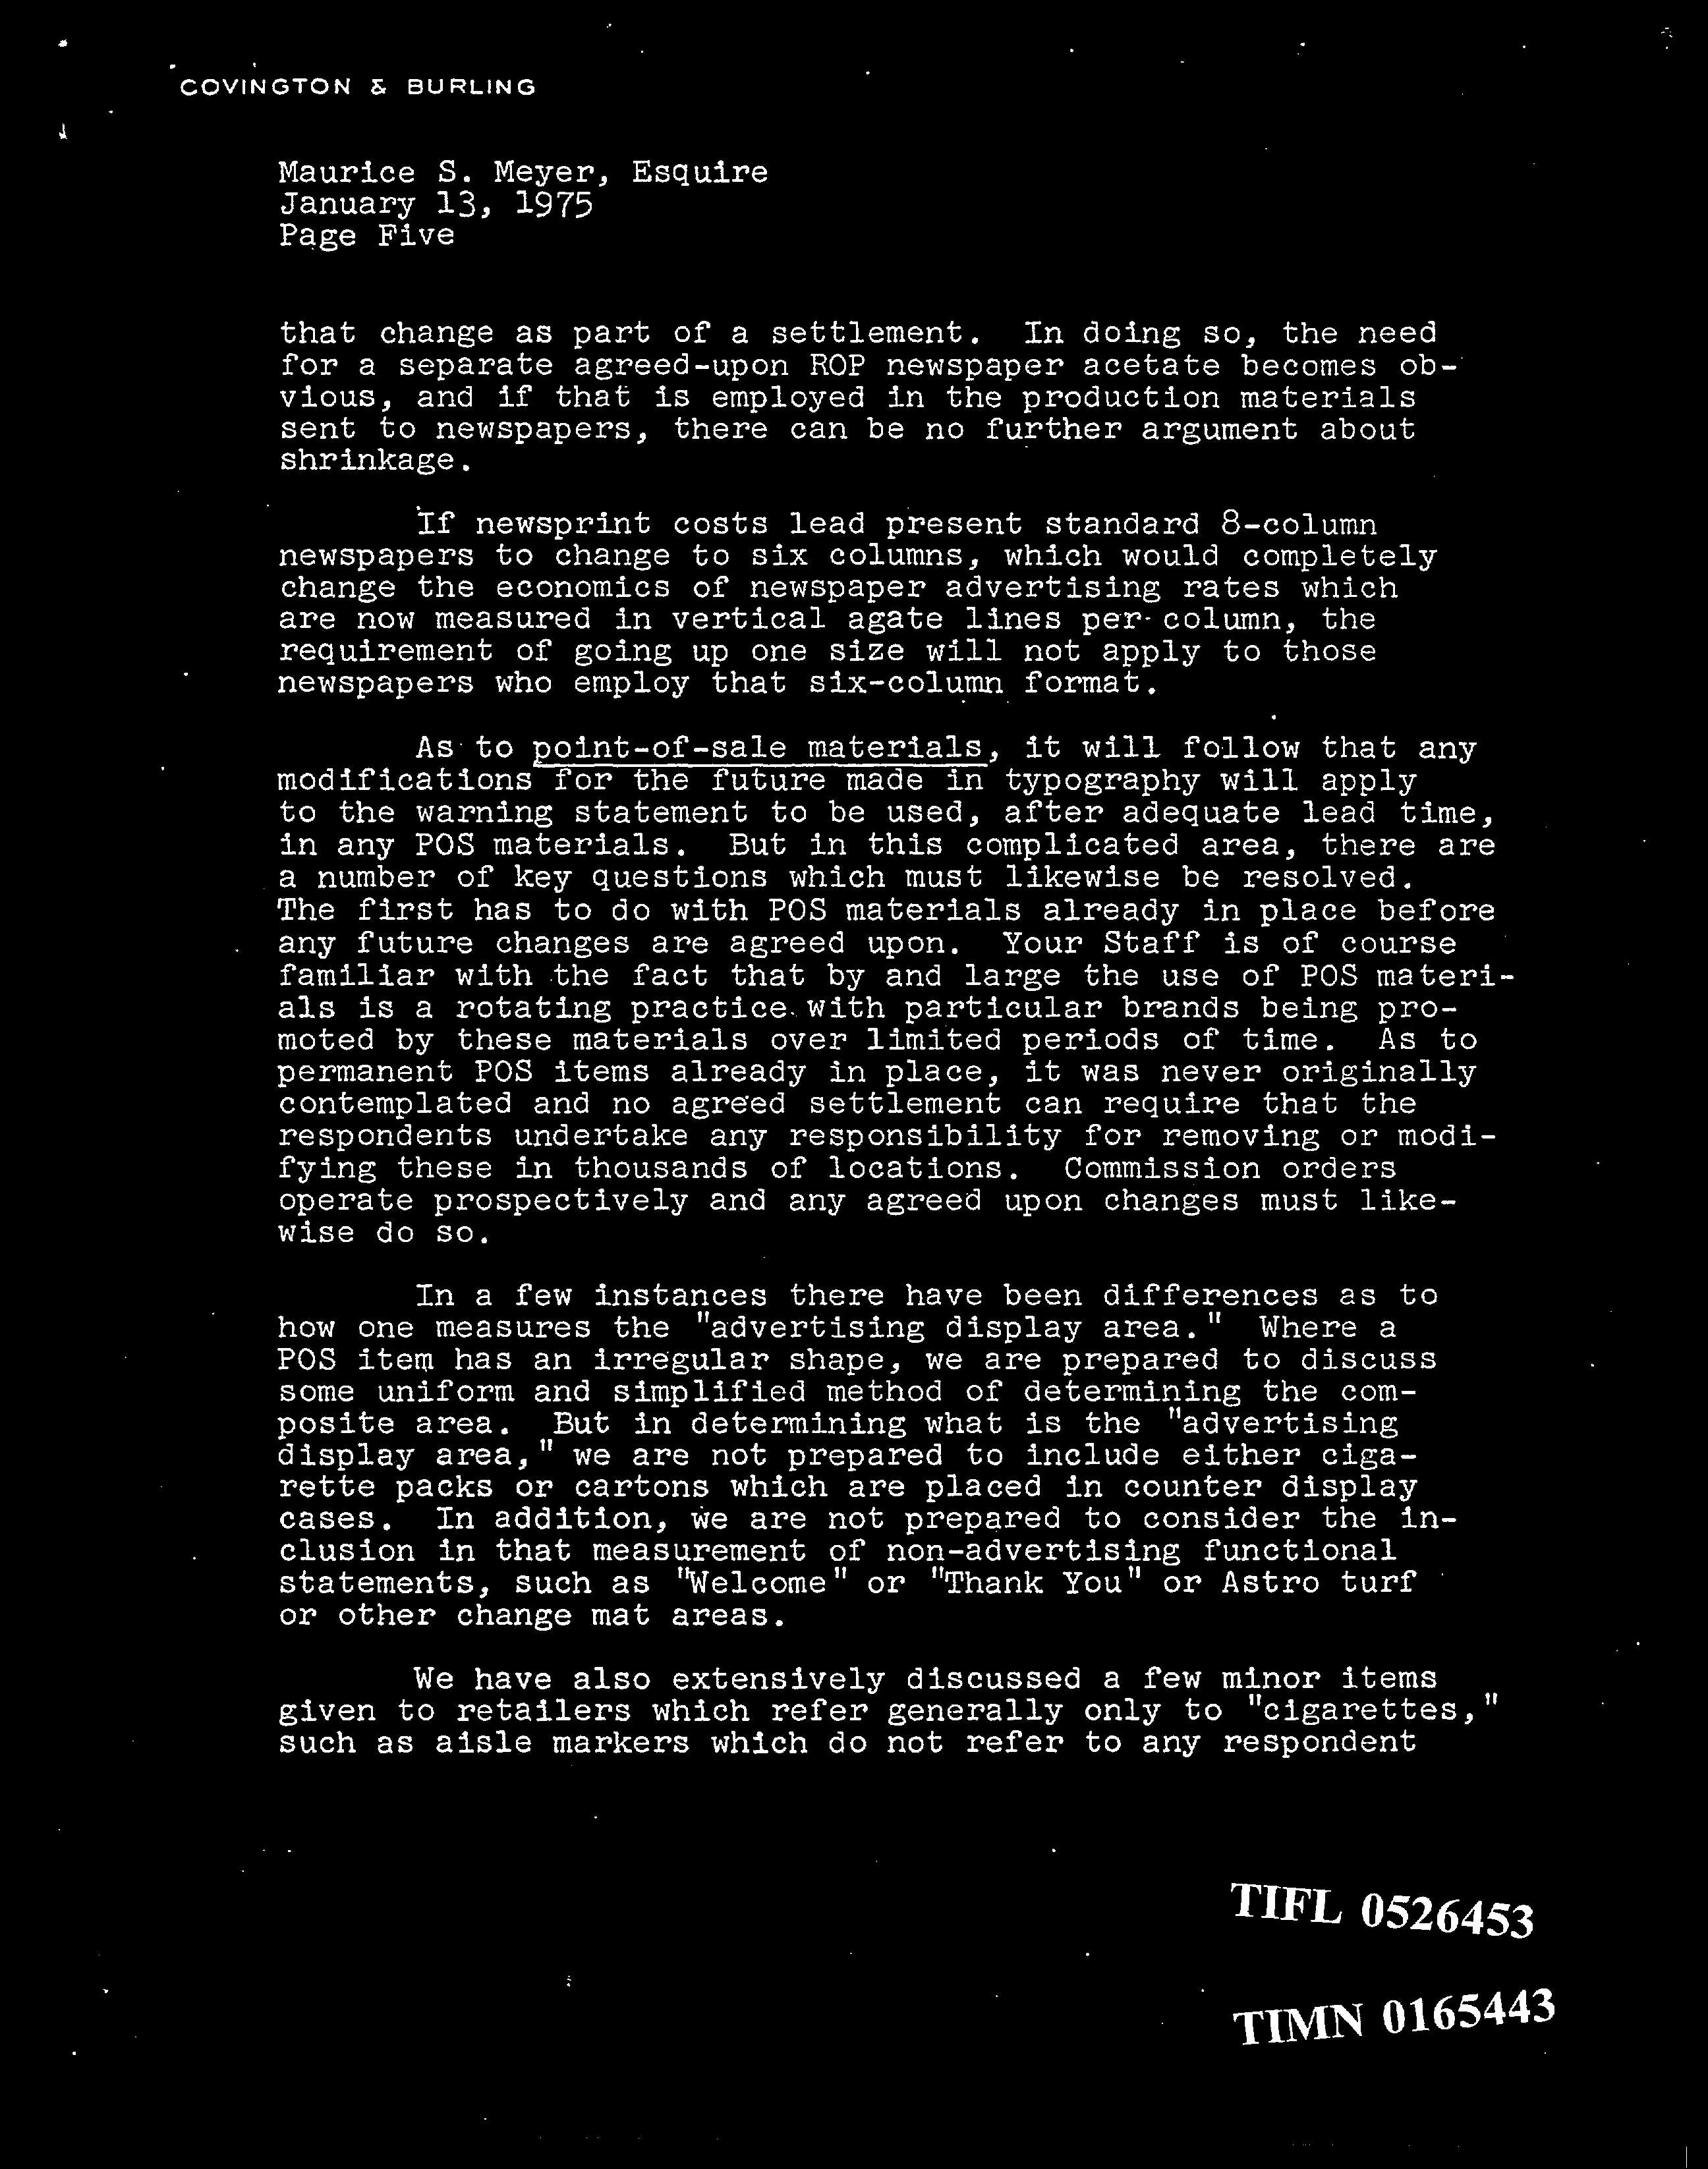 COVINGTON & BURLING
Maurice S. Meyer, Esquire
January 13, 1975
Page Five
that change as part of a settlement. In doing so, the need
for a separate agreed-upon ROP newspaper acetate becomes ob-
vious, and if that is employed in the production materials
sent to newspapers, there can be no further argument about
shrinkage.
If newsprint costs lead present standard 8-column
newspapers to change to six columns, which would completely
change the economics of newspaper advertising rates which
are now measured in vertical agate lines per column, the
requirement of going up one size will not apply to those
newspapers who employ that six-column format.
As to point-of-sale materials, it will follow that any
modifications for the future made in typography will apply
to the warning statement to be used, after adequate lead time,
in any POS materials. But in this complicated area, there are
a number of key questions which must likewise be resolved.
The first has to do with POS materials already in place before
any future changes are agreed upon. Your Staff is of course
familiar with the fact that by and large the use of POS materi-
als is a rotating practice with particular brands being pro-
moted by these materials over limited periods of time. As to
permanent POS items already in place, it was never originally
contemplated and no agreed settlement can require that the
respondents undertake any responsibility for removing or modi-
fying these in thousands of locations. Commission orders
operate prospectively and any agreed upon changes must like-
wise do so.
In a few instances there have been differences as to
how one measures the "advertising display area." Where a
POS item has an irregular shape, we are prepared to discuss
some uniform and simplified method of determining the com-
posite area. But in determining what is the "advertising
display area," we are not prepared to include either ciga-
rette packs or cartons which are placed in counter display
cases. In addition, we are not prepared to consider the in-
clusion in that measurement of non-advertising functional
statements, such as "Welcome" or "Thank You" or Astro turf
or other change mat areas.
We have also extensively discussed a few minor items
given to retailers which refer generally only to "cigarettes,"
such as aisle markers which do not refer to any respondent
TIFL 0526453
TIMN 0165443